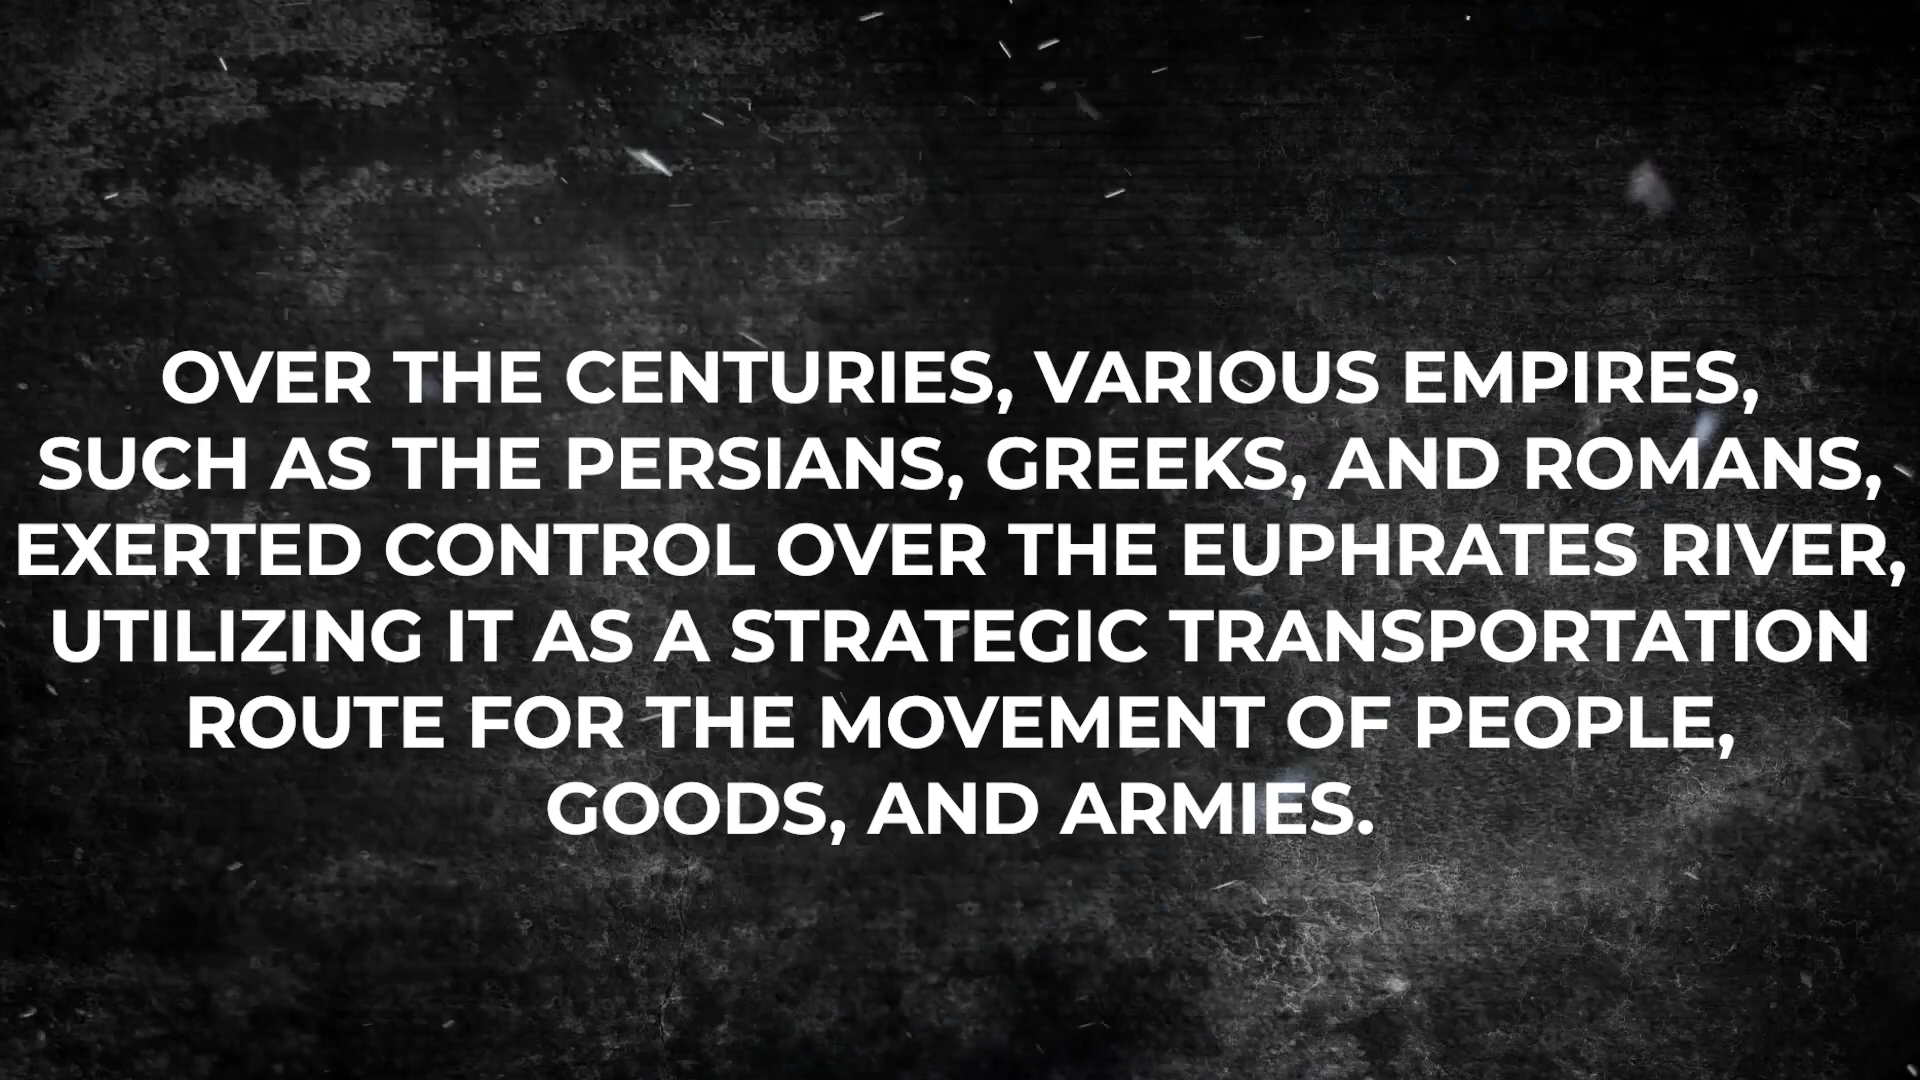 OVER THE CENTURIES, VARIOUS EMPIRES,
SUCH AS THE PERSIANS, GREEKS, AND ROMANS,
EXERTED CONTROL OVER THE EUPHRATES RIVER,
UTILIZING IT AS A STRATEGIC TRANSPORTATION
ROUTE FOR THE MOVEMENT OF PEOPLE,
GOODS, AND ARMIES.